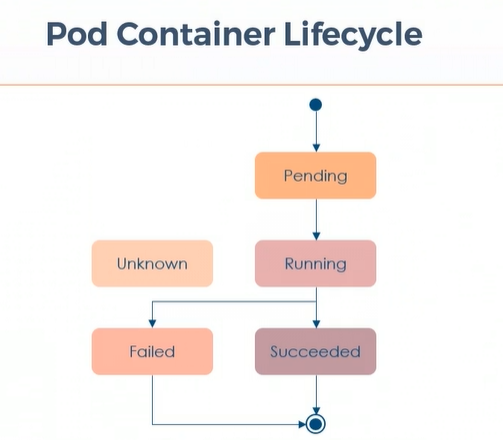 Pod Container Lifecycle
Pending
Unknown
Running
Failed
Succeeded